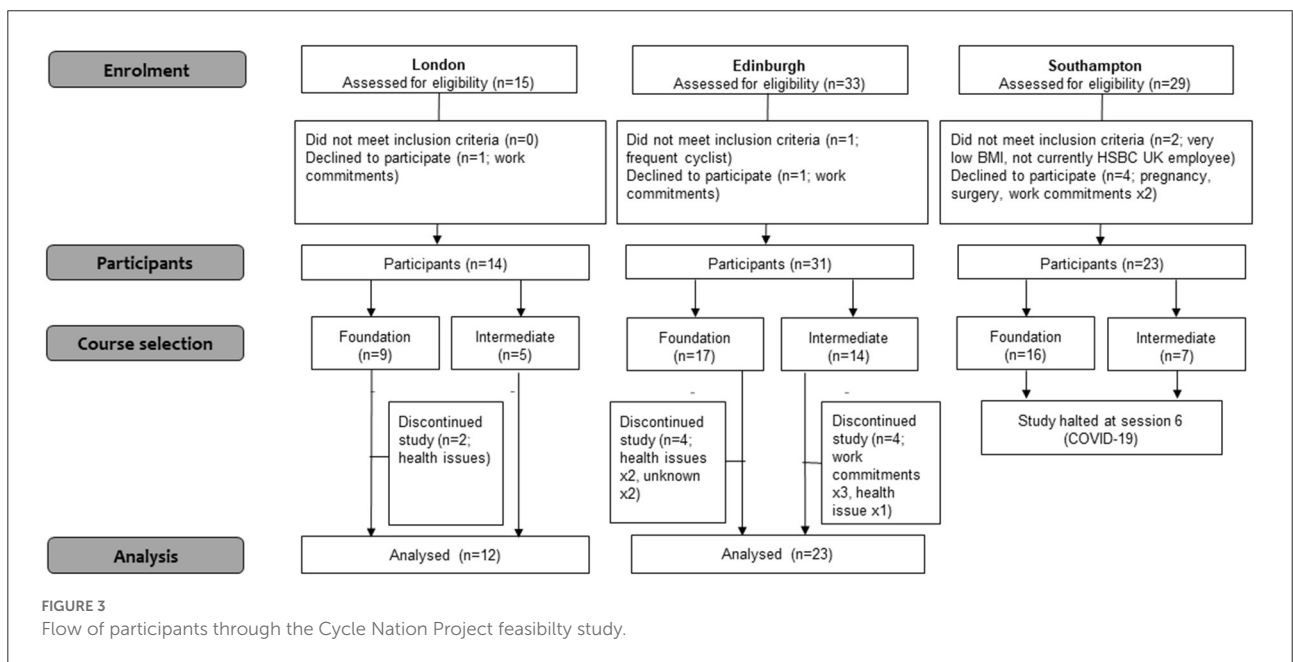 Enrolment
London
Assessed for eligibility (n=15)
Edinburgh
Assessed for eligibility (n=33)
Southampton
Assessed for eligibility (n=29)
Did not meet inclusion criteria (n=0)
Declined to participate (n=1; work
commitments)
Did not meet inclusion criteria (n=1;
frequent cyclist)
Declined to participate (n=1; work
commitments)
Did not meet inclusion criteria (n=2; very
low BMI, not currently HSBC UK employee)
Declined to participate (n=4; pregnancy,
surgery, work commitments x2)
Participants
Participants (n=14)
Participants (n=31)
Participants (n=23)
Course selection
Foundation
(n=9)
Intermediate
(n=5)
Foundation
(n=17)
Intermediate
(n=14)
Foundation
(n=16)
Intermediate
(n=7)
Discontinued
study (n=2;
health issues)
Discontinued
study (n=4;
health issues
x2, unknown
x2)
Discontinued
study (n=4;
work
commitments
x3, health
issue x1)
Study halted at session 6
(COVID-19)
Analysis
Analysed (n=12)
Analysed (n=23)
FIGURE 3
Flow of participants through the Cycle Nation Project feasibilty study.